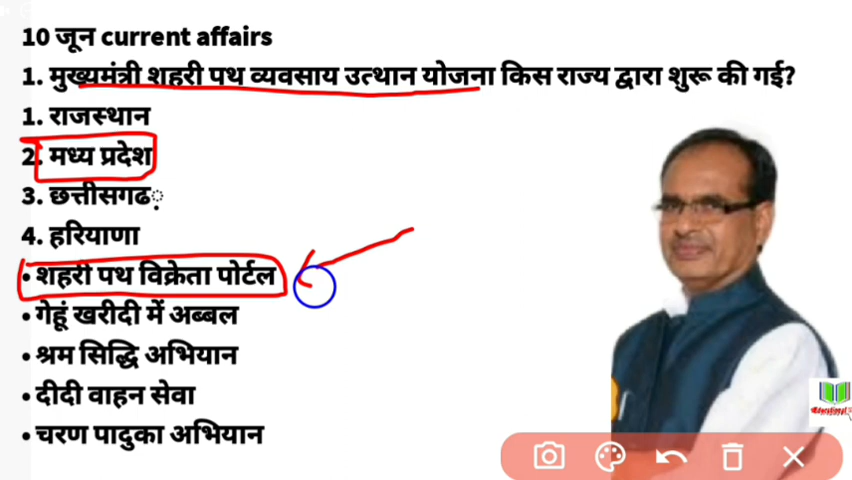 10 जून current affairs
1. मुख्यमंत्री शहरी पथ व्यवसाय उत्थान योजना किस राज्य द्वारा शुरू की गई?
1. राजस्थान
2. मध्य प्रदेश
3. छत्तीसगढ़
4. हरियाणा
• शहरी पथ विक्रेता पोर्टल
• गेहूं खरीदी में अब्बल
• श्रम सिद्धि अभियान
• दीदी वाहन सेवा
• चरण पादुका अभियान
Educational